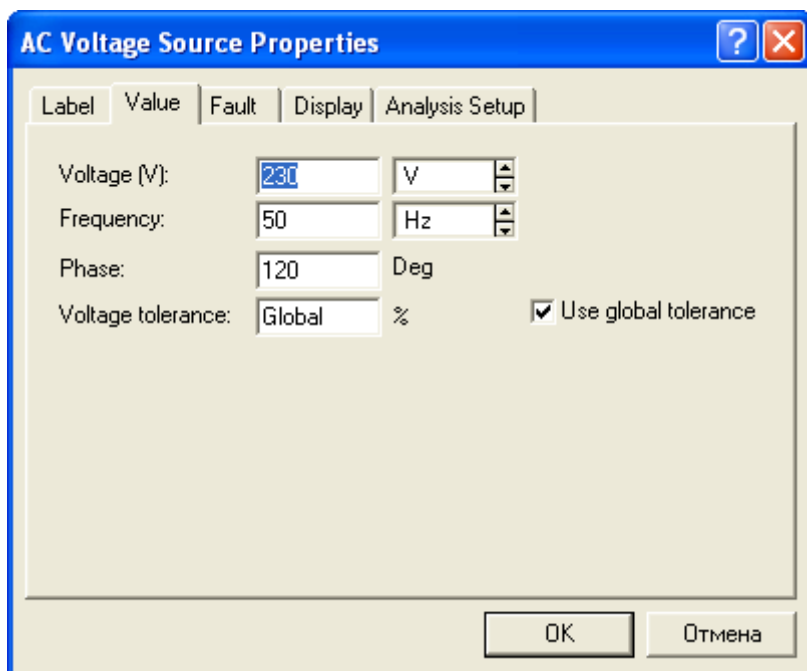 AC Voltage Source Properties
Label Value Fault Display Analysis Setup
Voltage (V): 230 V
Frequency: 50 Hz
Phase: 120 Deg
Voltage tolerance: Global % Use global tolerance
OK Отмена